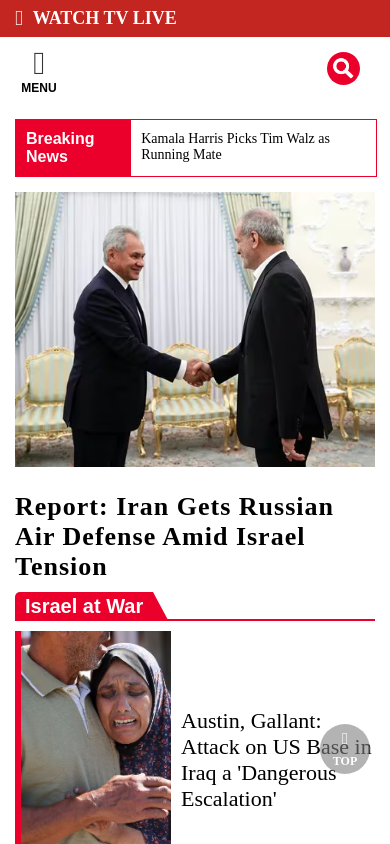 WATCH TV LIVE
MENU
Breaking
News
Kamala Harris Picks Tim Walz as
Running Mate
Report: Iran Gets Russian
Air Defense Amid Israel
Tension
Israel at War
Austin, Gallant:
Attack on US Base in
Iraq a 'Dangerous
Escalation'
TOP